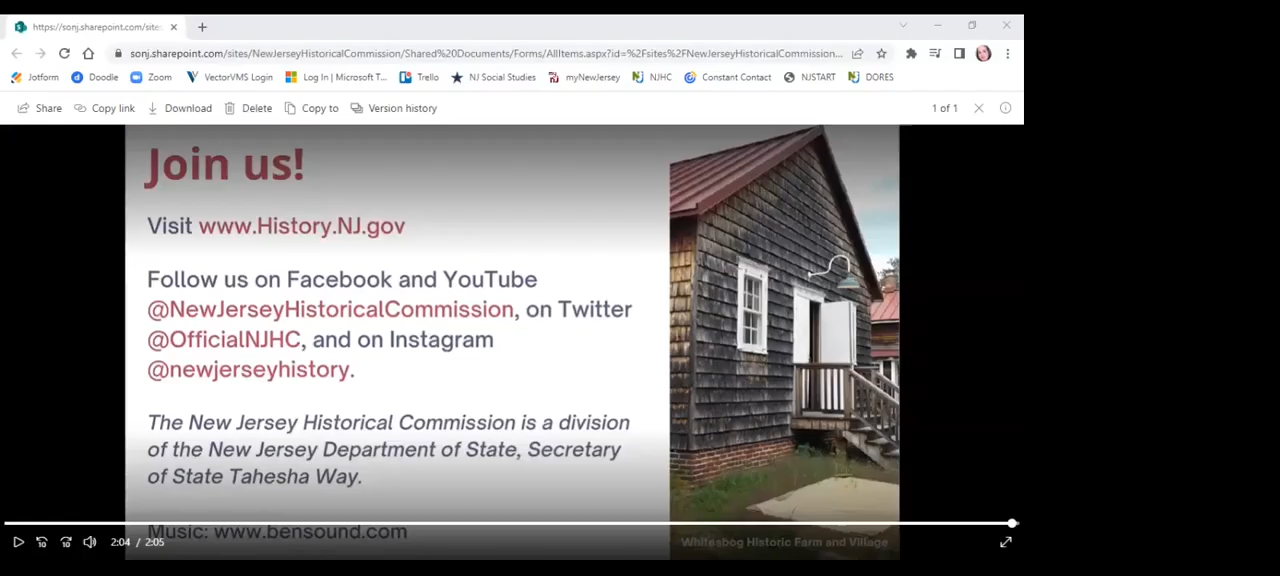 https://sonj.sharepoint.com/sites
sonj.sharepoint.com/sites/NewJerseyHistoricalCommission/Shared%20Documents/Forms/AllItems.aspx?id=%2Fsites%2FNewJerseyHistoricalCommission...
Jotform Doodle Zoom VectorVMS Login Log In | Microsoft T... Trello NJ Social Studies myNewJersey NJHC Constant Contact NJSTART DORES
Share Copy link Download Delete Copy to Version history 1 of 1
Join us!
Visit www.History.NJ.gov
Follow us on Facebook and YouTube
@NewJerseyHistoricalCommission, on Twitter
@OfficialNJHC, and on Instagram
@newjerseyhistory.
The New Jersey Historical Commission is a division
of the New Jersey Department of State, Secretary
of State Tahesha Way.
Music: www.bensound.com
Whitesbog Historic Farm and Village
10 10 2:04 / 2:05